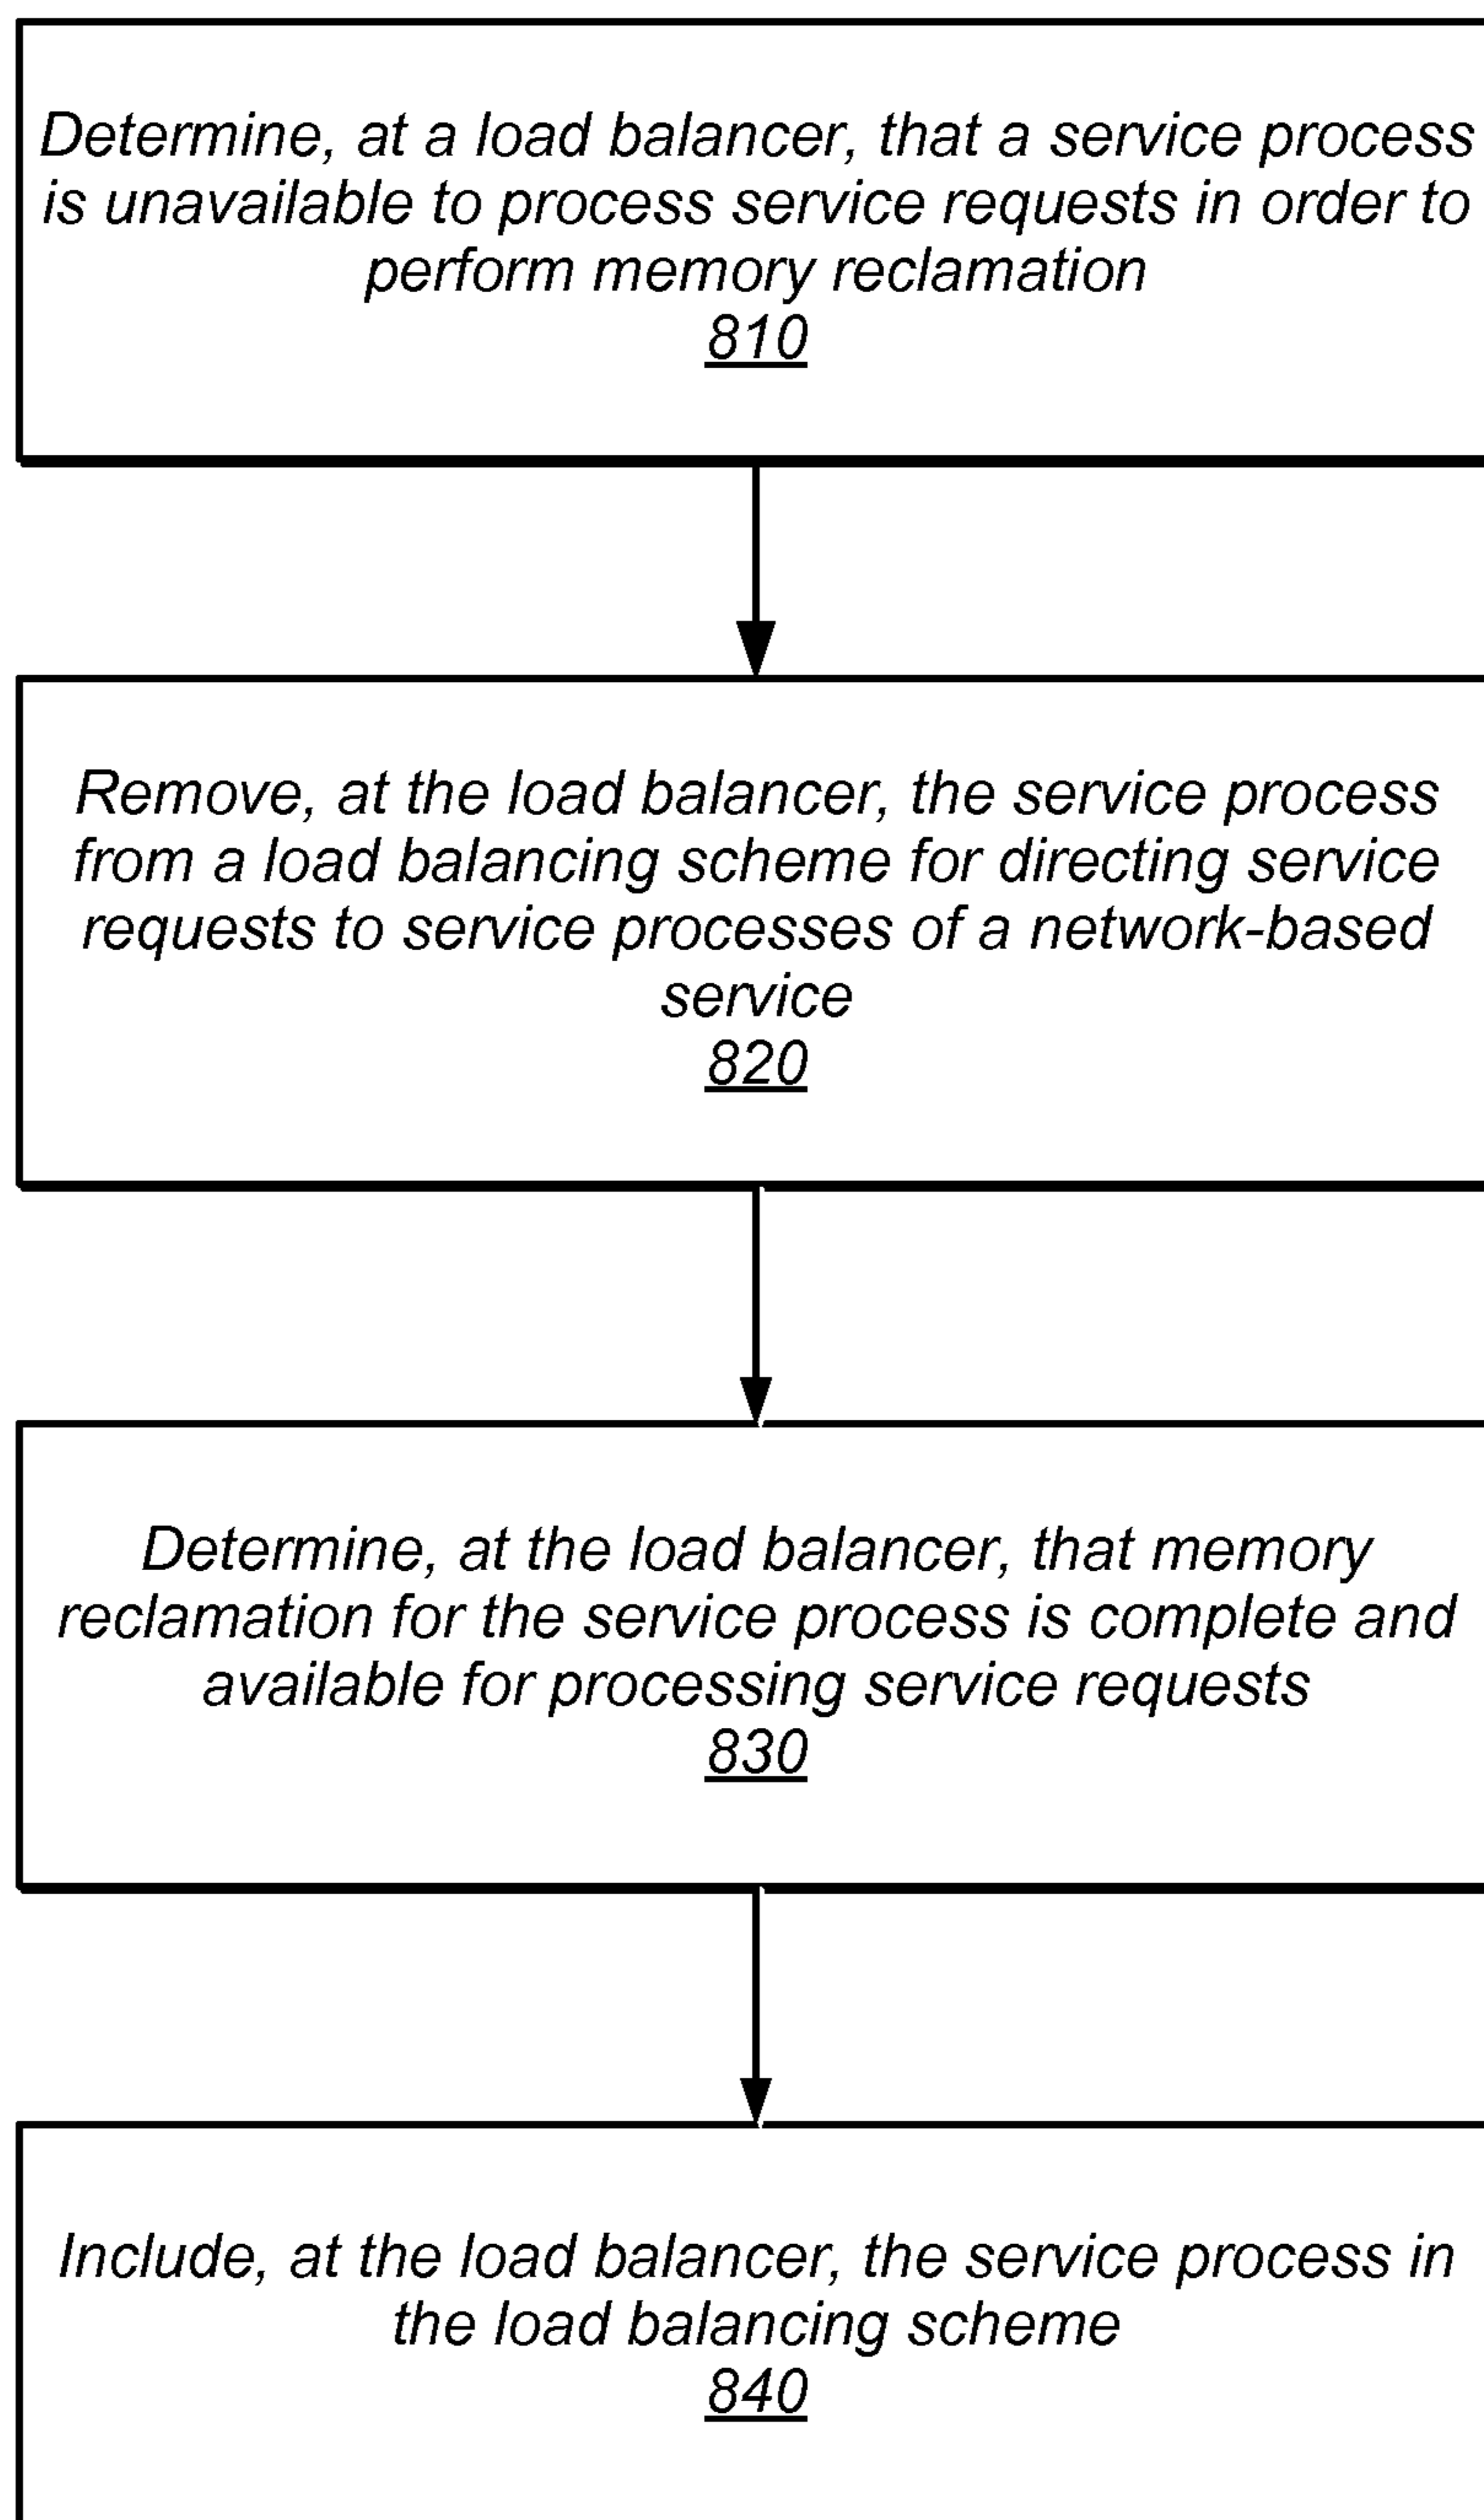 Determine, at a load balancer, that a service process
is unavailable to process service requests in order to
perform memory reclamation
810
Remove, at the load balancer, the service process
from a load balancing scheme for directing service
requests to service processes of a network-based
service
820
Determine, at the load balancer, that memory
reclamation for the service process is complete and
available for processing service requests
830
Include, at the load balancer, the service process in
the load balancing scheme
840